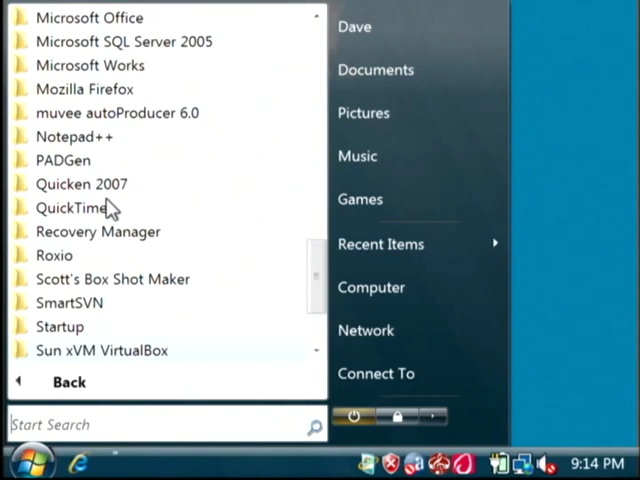 Microsoft Office
Microsoft SQL Server 2005
Microsoft Works
Mozilla Firefox
muvee autoProducer 6.0
Notepad++
PADGen
Quicken 2007
QuickTime
Recovery Manager
Roxio
Scott's Box Shot Maker
SmartSVN
Startup
Sun xVM VirtualBox
Back
Start Search
Dave
Documents
Pictures
Music
Games
Recent Items
Computer
Network
Connect To
9:14 PM